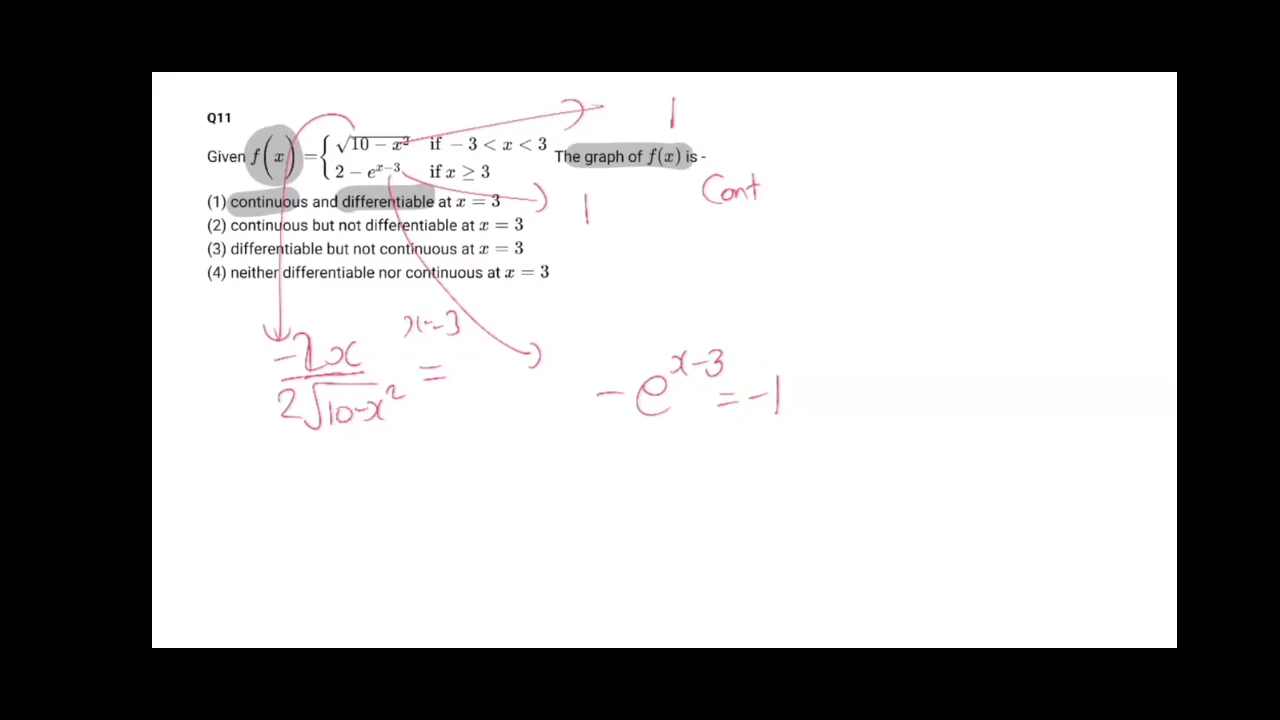 Q11
Given f(x) = { √(10 − x²) if − 3 < x < 3
2 − e^(x−3) if x ≥ 3
The graph of f(x) is -
(1) continuous and differentiable at x = 3
(2) continuous but not differentiable at x = 3
(3) differentiable but not continuous at x = 3
(4) neither differentiable nor continuous at x = 3
1
Cont
1
x--3
-2x / 2√(10-x²) =
- e^(x-3) = -1